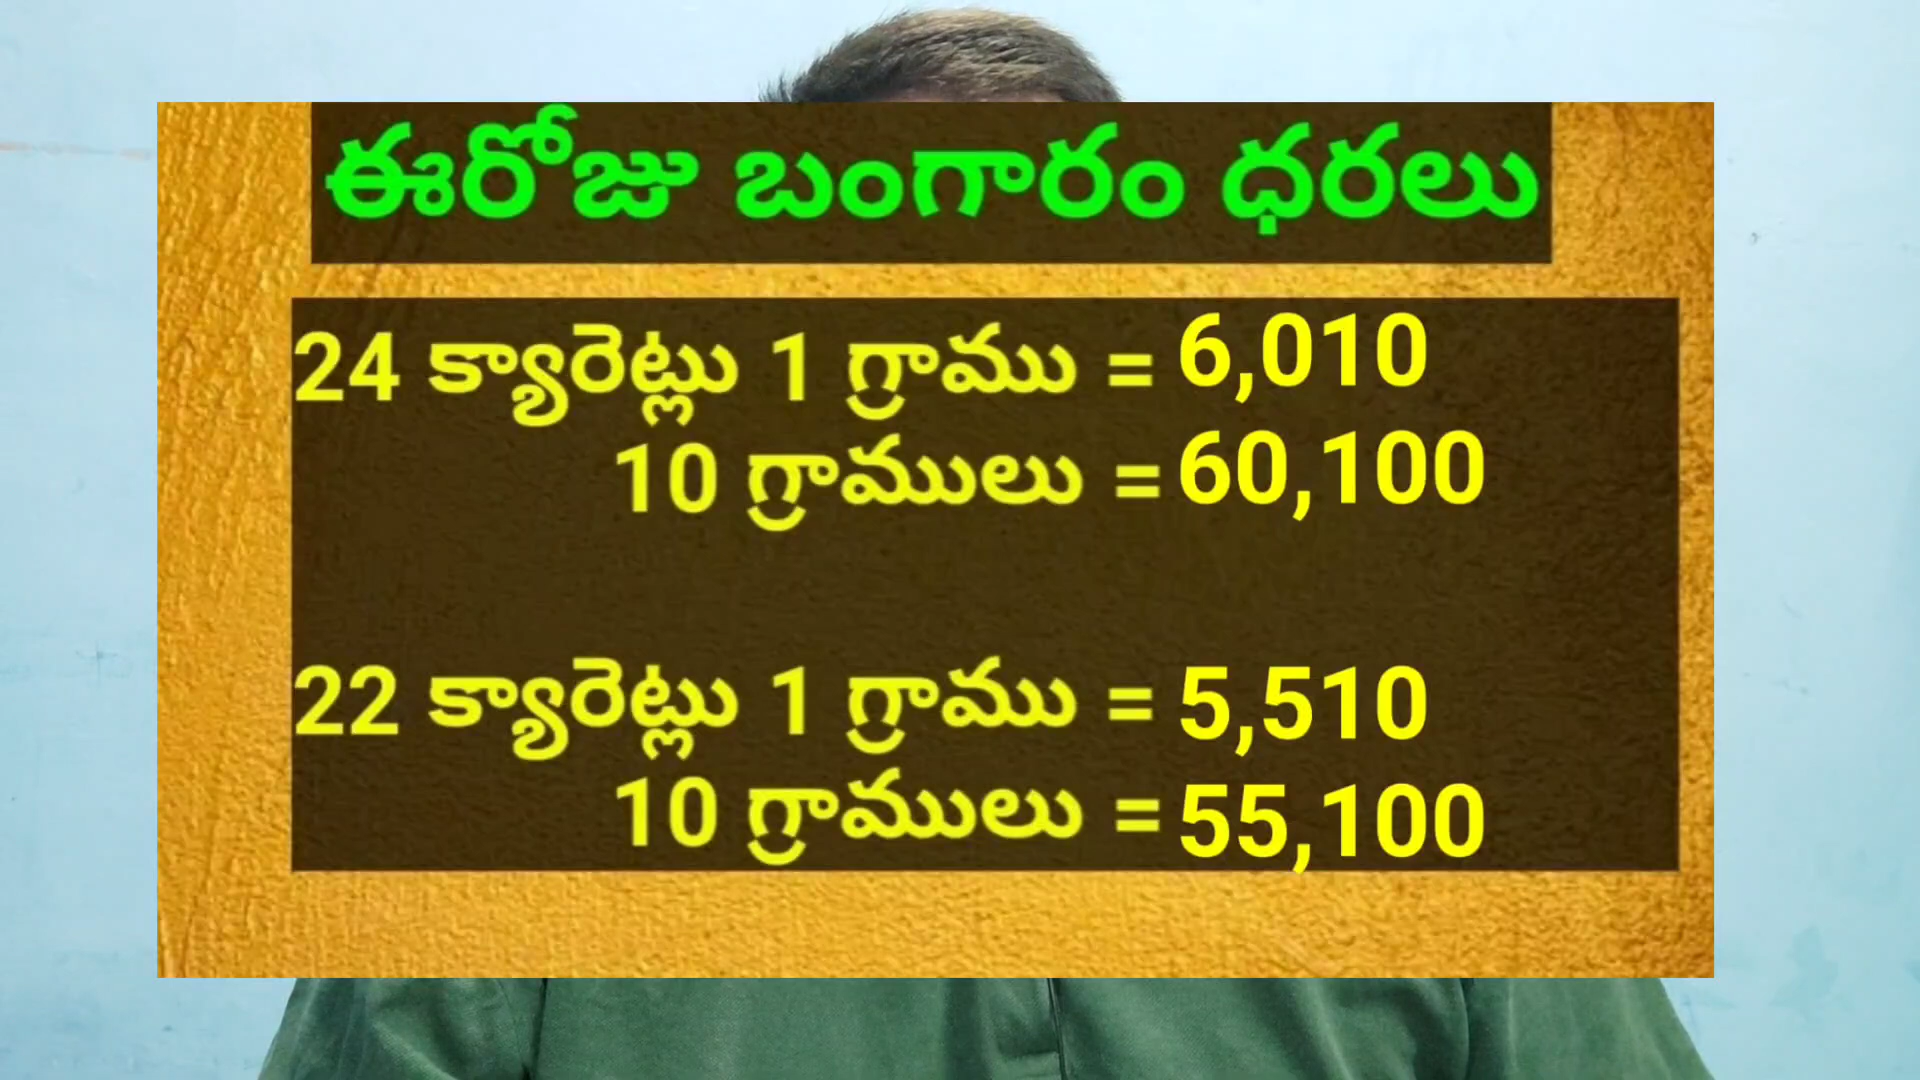 ఈరోజు బంగారం ధరలు
24 క్యారెట్లు 1 గ్రాము = 6,010
10 గ్రాములు = 60,100
22 క్యారెట్లు 1 గ్రాము = 5,510
10 గ్రాములు = 55,100